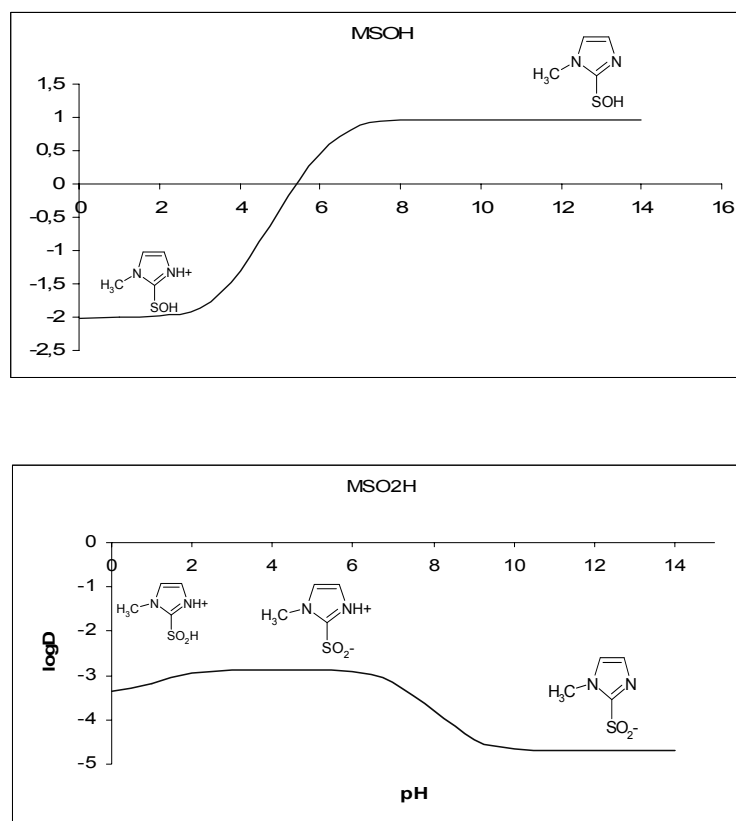 MSOH
1,5
1
0,5
0
-0,5
-1
-1,5
-2
-2,5
0 2 4 6 8 10 12 14 16
H₃C N N
SOH
H₃C N NH+
SOH
MSO2H
0 2 4 6 8 10 12 14
0
-1
-2
-3
-4
-5
logD
H₃C N NH+
SO₂H
H₃C N NH+
SO₂-
H₃C N N
SO₂-
pH